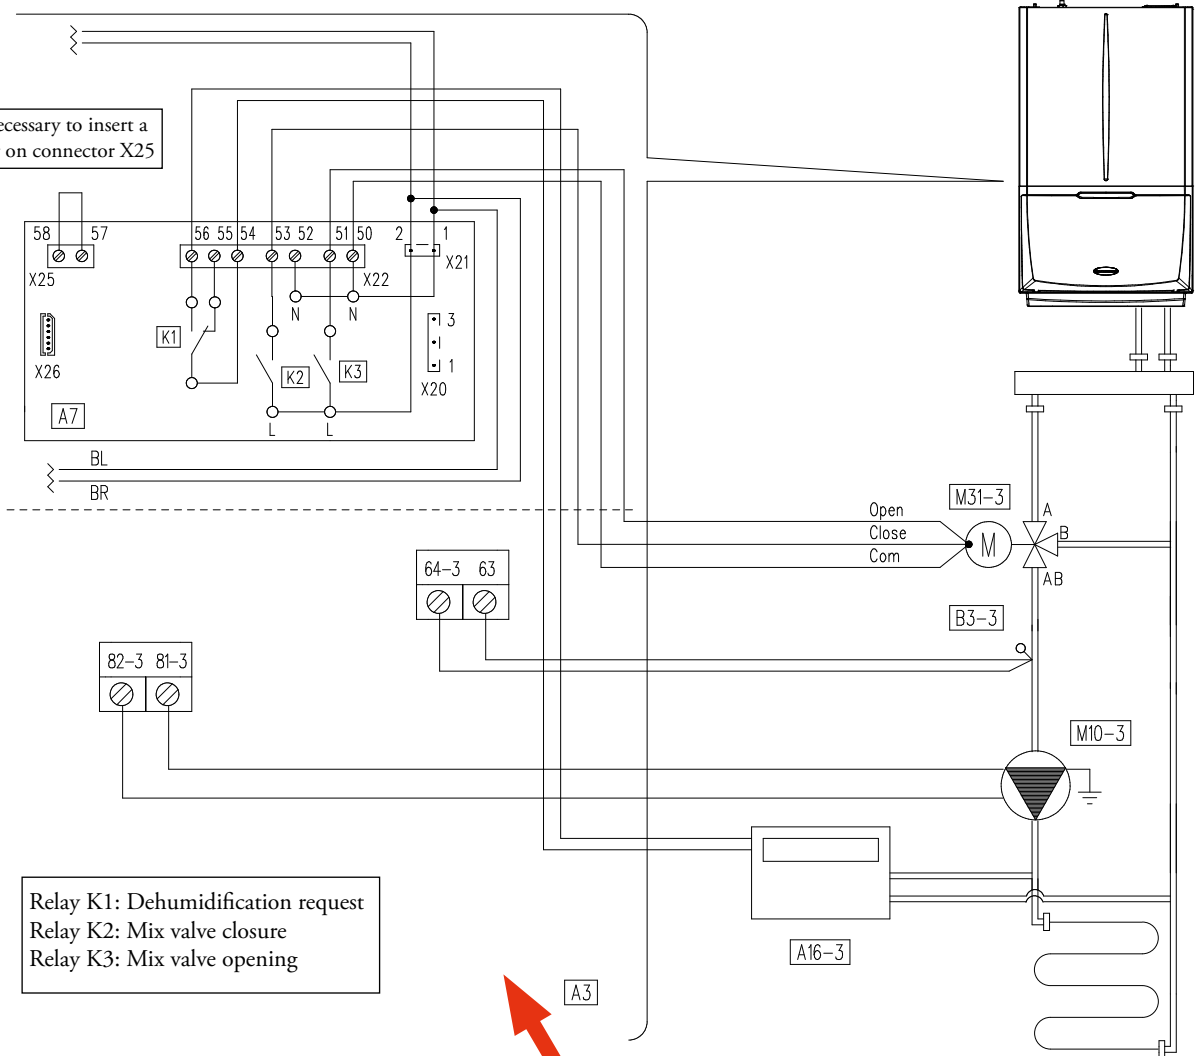 ecessary to insert a
on connector X25
58 57
56 55 54 53 52 51 50
2 1
X25
X22
X21
N N
X26
K1
K2
K3
3
1
X20
A7
L L
BL
BR
M31-3
Open
Close
Com
M
A
B
AB
64-3 63
B3-3
82-3 81-3
M10-3
Relay K1: Dehumidification request
Relay K2: Mix valve closure
Relay K3: Mix valve opening
A16-3
A3